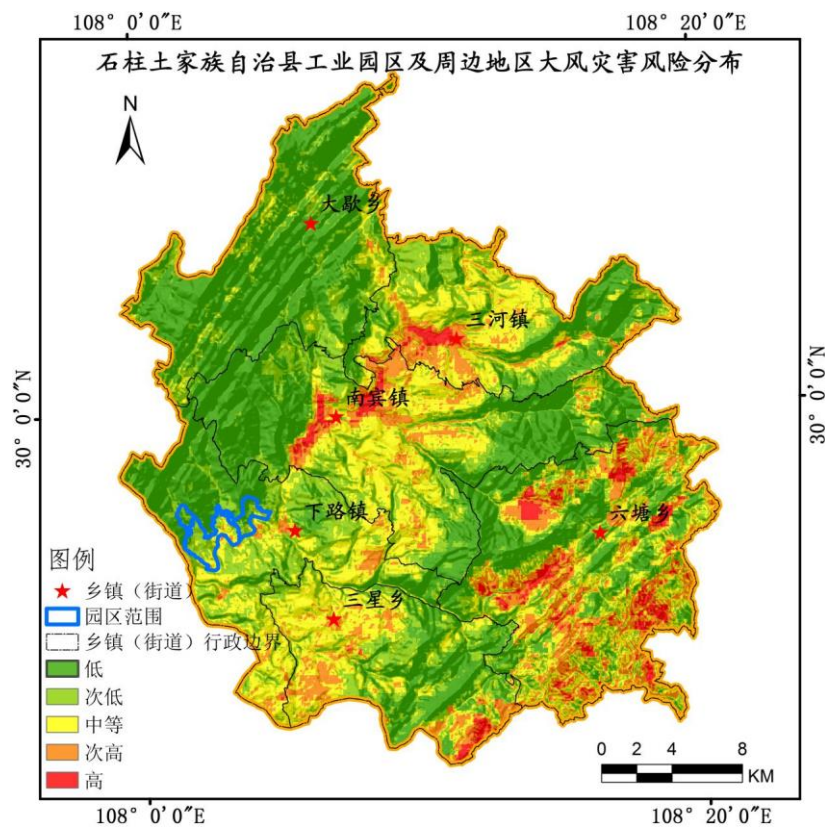 108° 0'0"E
108° 20'0"E
石柱土家族自治县工业园区及周边地区大风灾害风险分布
N
大歇乡
三河镇
南宾镇
30° 0'0"N
30° 0'0"N
下路镇
六塘乡
三星乡
图例
乡镇（街道）
园区范围
乡镇（街道）行政边界
低
次低
中等
次高
高
0 2 4 8
KM
108° 0'0"E
108° 20'0"E